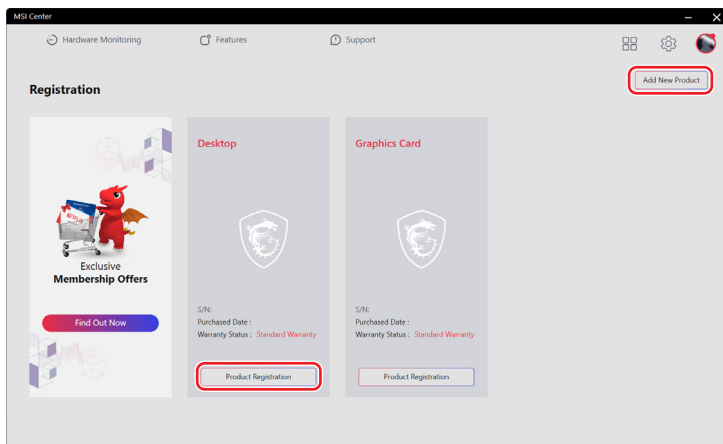 MSI Center
Hardware Monitoring
Features
Support
Add New Product
Registration
Desktop
Graphics Card
NETFLIX
Exclusive
Membership Offers
Find Out Now
S/N:
Purchased Date :
Warranty Status : Standard Warranty
Product Registration
S/N:
Purchased Date :
Warranty Status : Standard Warranty
Product Registration